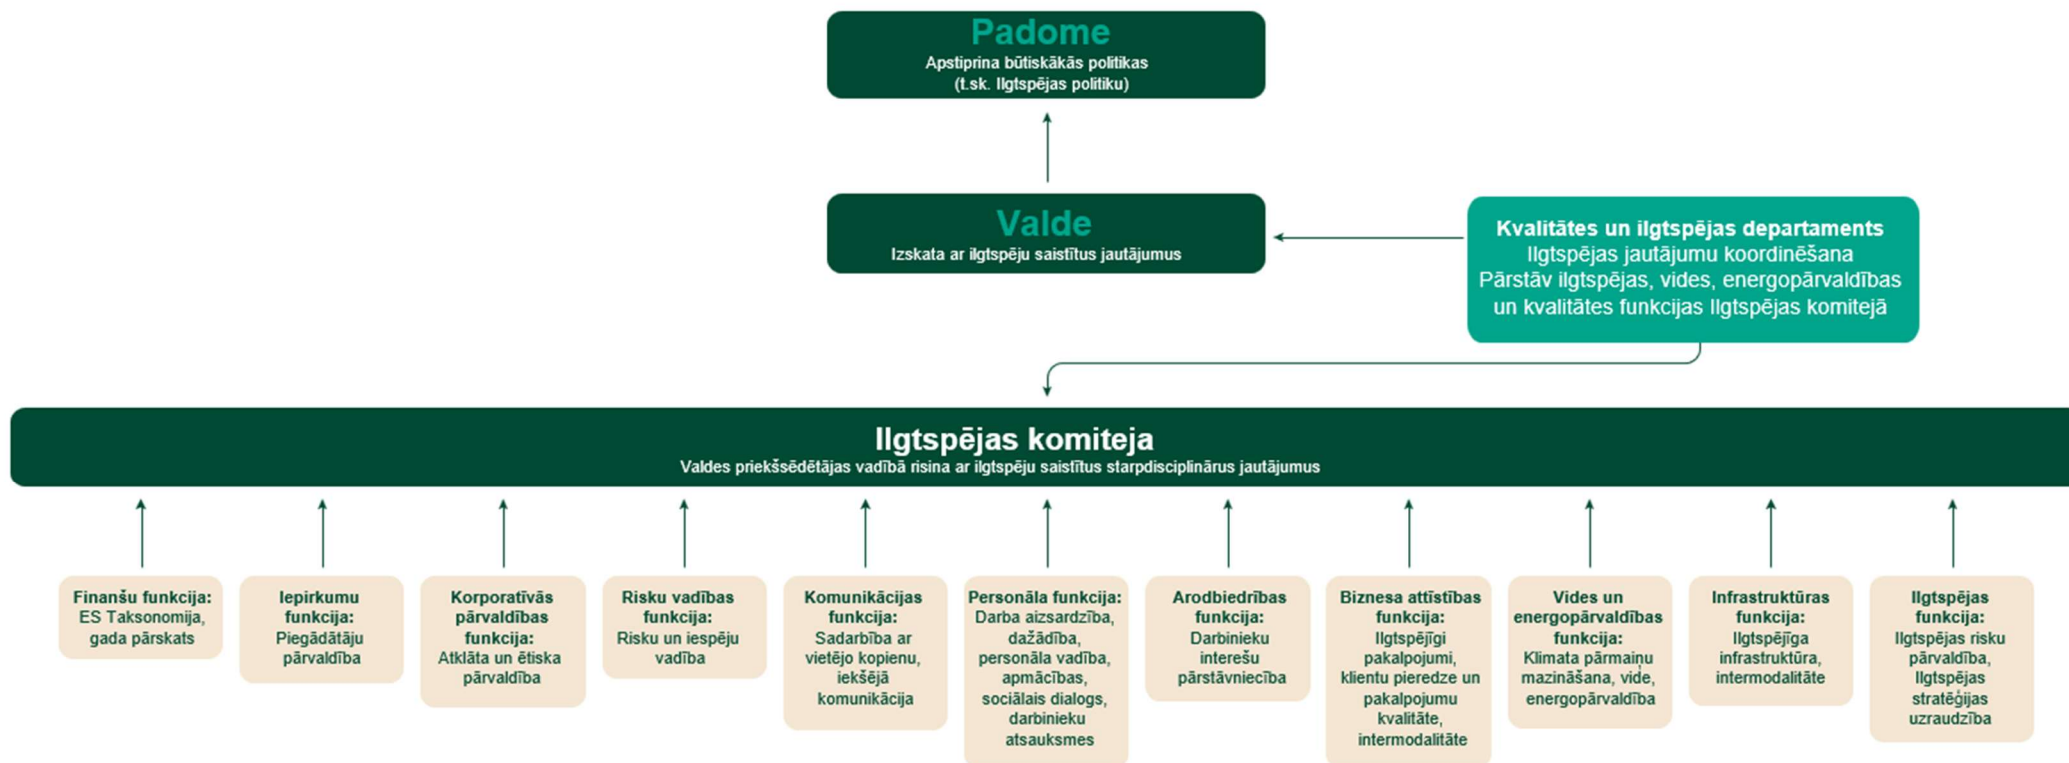 Padome
Apstiprina būtiskākās politikas
(t.sk. Ilgtspējas politiku)
Valde
Izskata ar ilgtspēju saistītus jautājumus
Kvalitātes un ilgtspējas departaments
Ilgtspējas jautājumu koordinēšana
Pārstāv ilgtspējas, vides, energopārvaldības
un kvalitātes funkcijas Ilgtspējas komitejā
Ilgtspējas komiteja
Valdes priekšsēdētājas vadībā risina ar ilgtspēju saistītus starpdisciplinārus jautājumus
Finanšu funkcija:
ES Taksonomija,
gada pārskats
Iepirkumu
funkcija:
Piegādātāju
pārvaldība
Korporatīvās
pārvaldības
funkcija:
Atklāta un ētiska
pārvaldība
Risku vadības
funkcija:
Risku un iespēju
vadība
Komunikācijas
funkcija:
Sadarbība ar
vietējo kopienu,
iekšējā
komunikācija
Personāla funkcija:
Darba aizsardzība,
dažādība,
personāla vadība,
apmācības,
sociālais dialogs,
darbinieku
atsauksmes
Arodbiedrības
funkcija:
Darbinieku
interešu
pārstāvniecība
Biznesa attīstības
funkcija:
Ilgtspējīgi
pakalpojumi,
klientu pieredze un
pakalpojumu
kvalitāte,
intermodalitāte
Vides un
energopārvaldības
funkcija:
Klimata pārmaiņu
mazināšana, vide,
energopārvaldība
Infrastruktūras
funkcija:
Ilgtspējīga
infrastruktūra,
intermodalitāte
Ilgtspējas
funkcija:
Ilgtspējas risku
pārvaldība,
Ilgtspējas
stratēģijas
uzraudzība